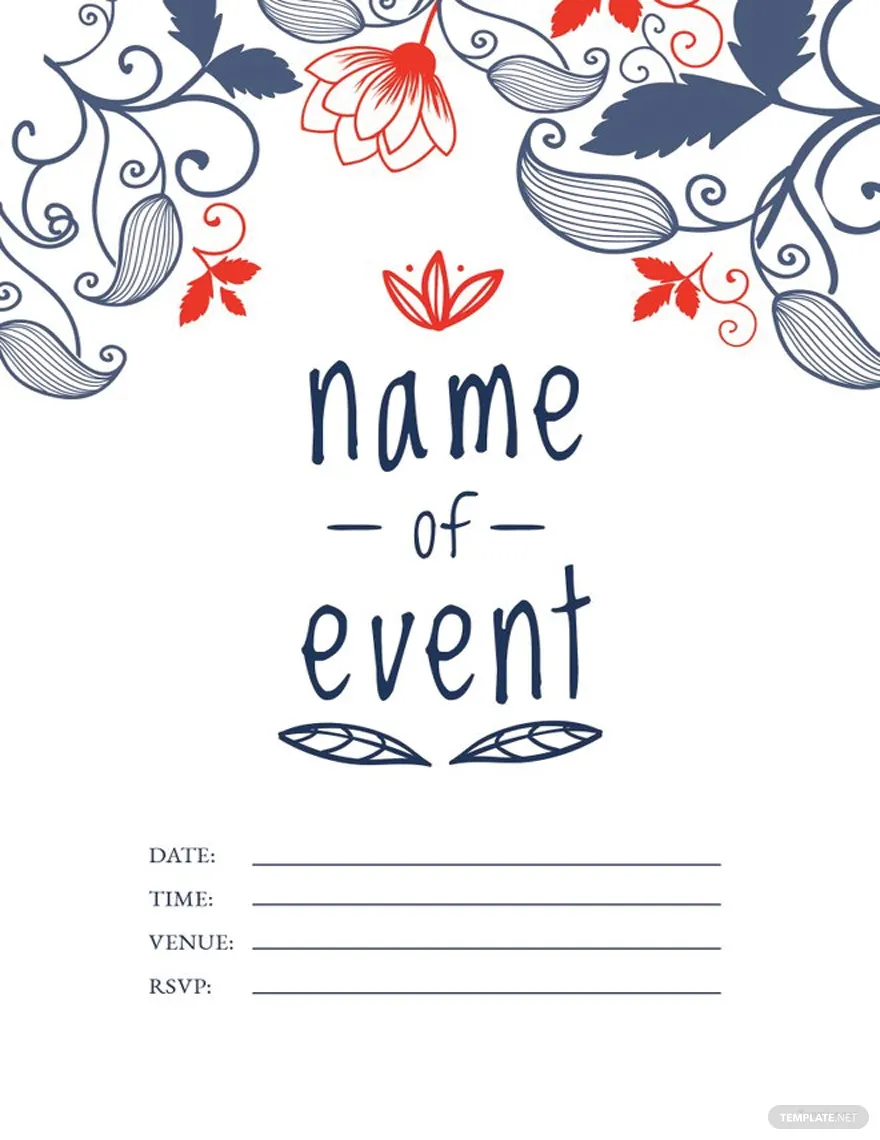 name
– of –
event
DATE:
TIME:
VENUE:
RSVP:
TEMPLATE.NET